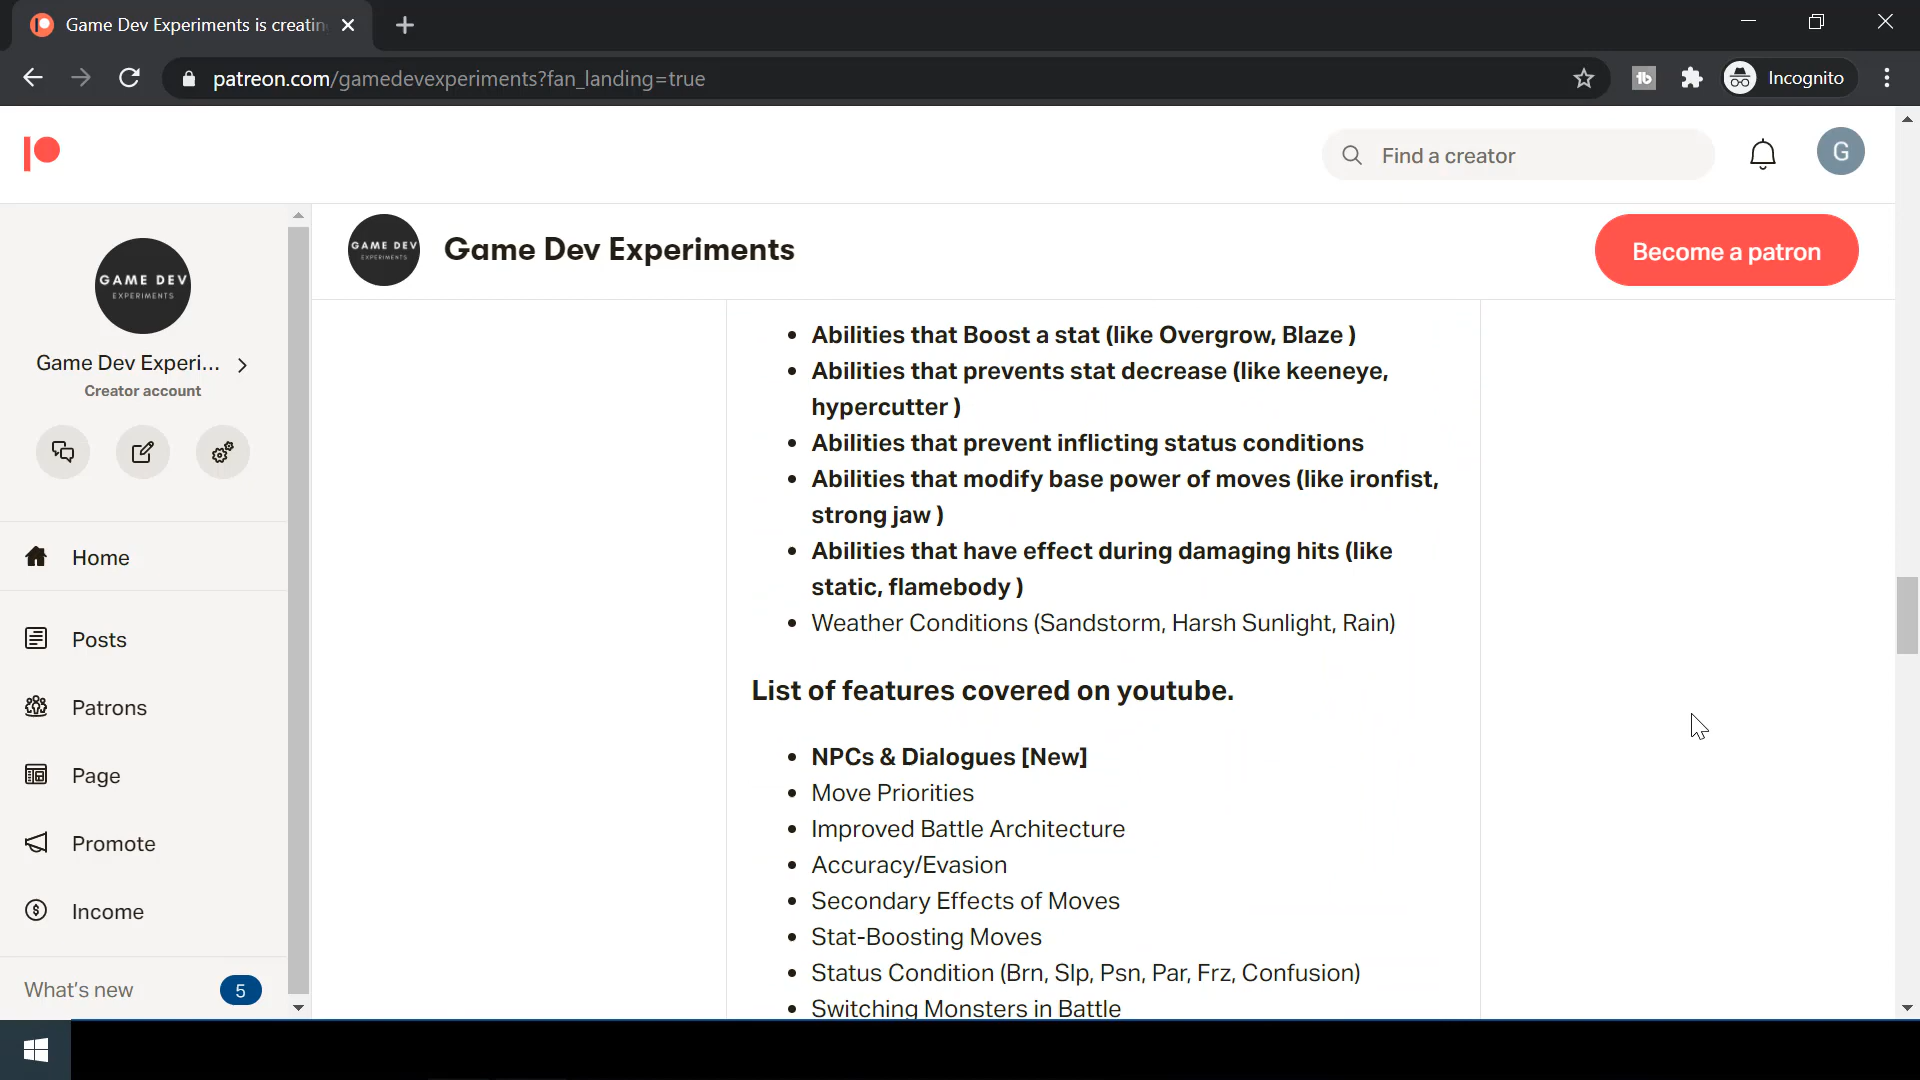 Game Dev Experiments is creatin
patreon.com/gamedevexperiments?fan_landing=true
Incognito
Find a creator
G
GAME DEV
EXPERIMENTS
Game Dev Experiments
Become a patron
GAME DEV
EXPERIMENTS
Game Dev Experi...
Creator account
Home
Posts
Patrons
Page
Promote
Income
What's new
5
• Abilities that Boost a stat (like Overgrow, Blaze )
• Abilities that prevents stat decrease (like keeneye,
hypercutter )
• Abilities that prevent inflicting status conditions
• Abilities that modify base power of moves (like ironfist,
strong jaw )
• Abilities that have effect during damaging hits (like
static, flamebody )
• Weather Conditions (Sandstorm, Harsh Sunlight, Rain)
List of features covered on youtube.
• NPCs & Dialogues [New]
• Move Priorities
• Improved Battle Architecture
• Accuracy/Evasion
• Secondary Effects of Moves
• Stat-Boosting Moves
• Status Condition (Brn, Slp, Psn, Par, Frz, Confusion)
• Switching Monsters in Battle